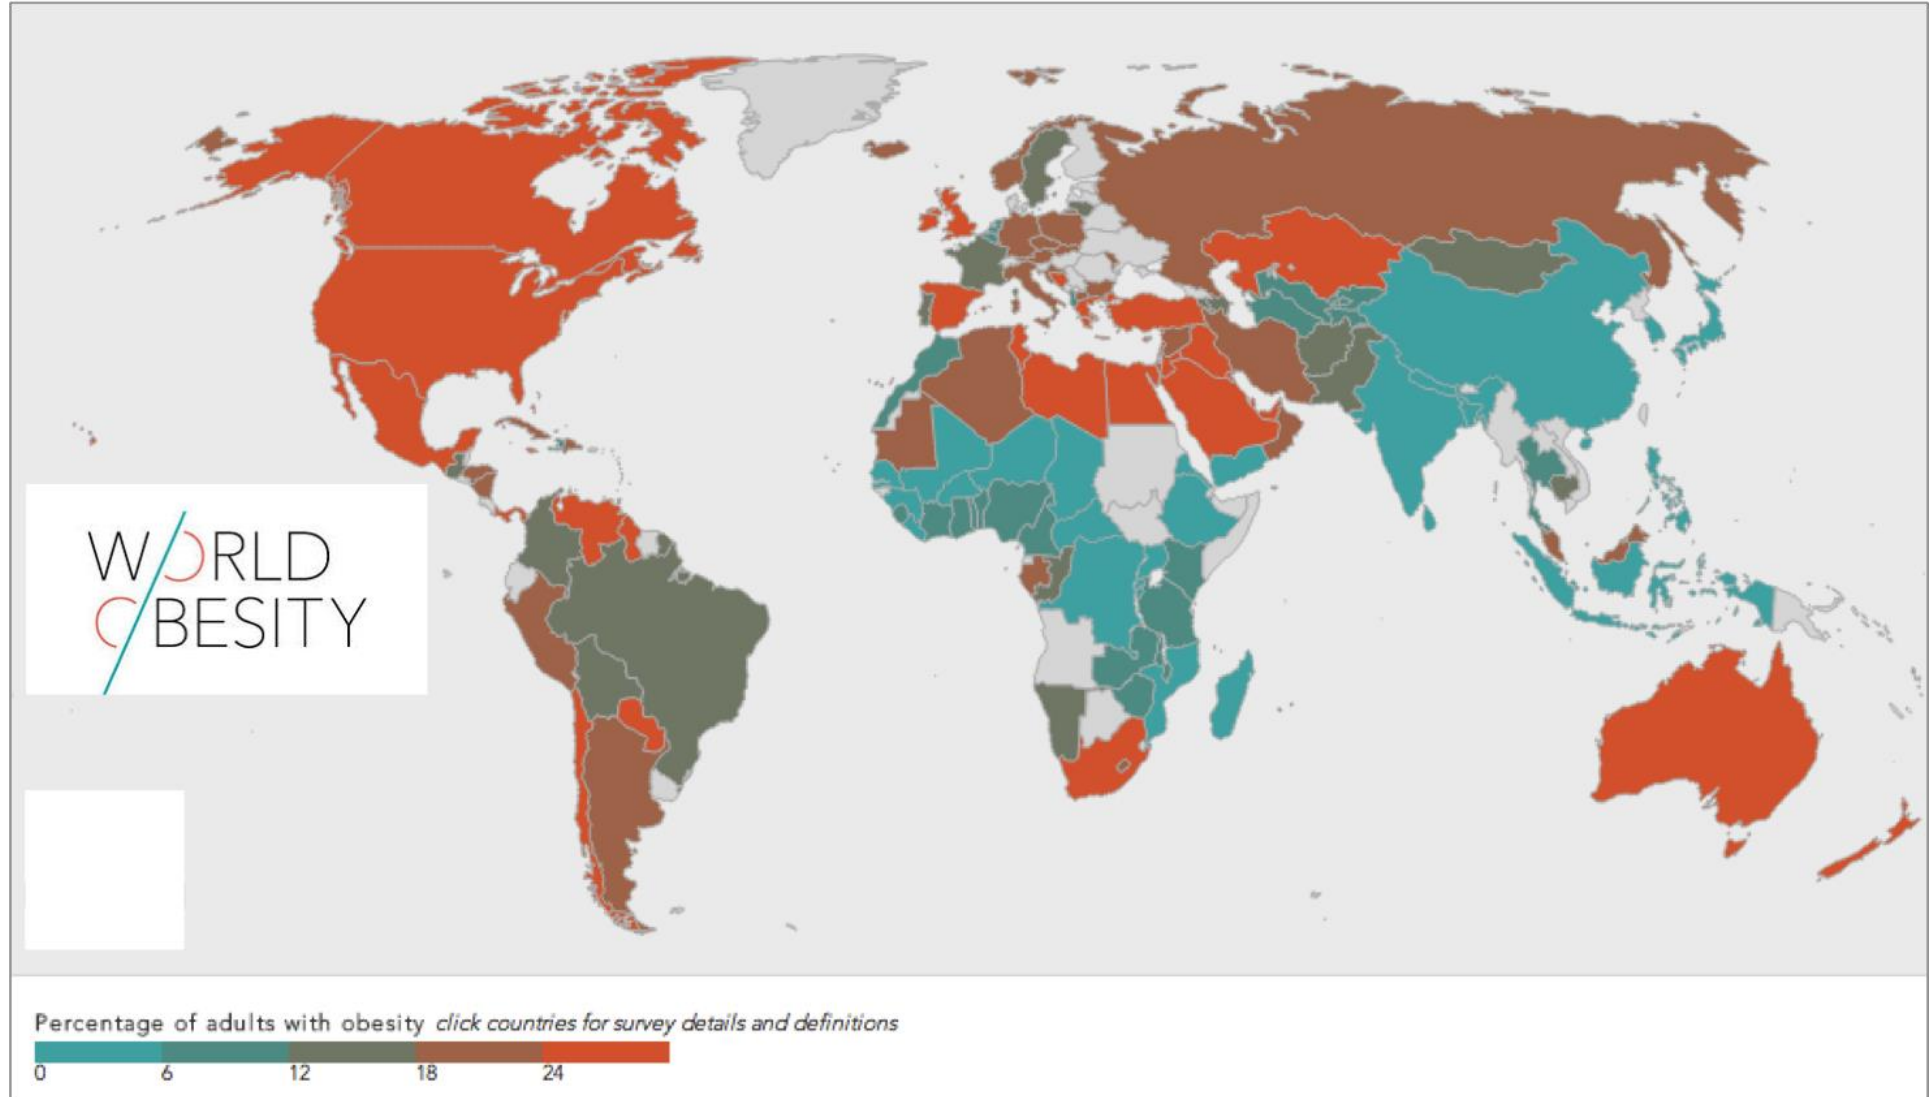 WORLD
OBESITY
Percentage of adults with obesity click countries for survey details and definitions
0 6 12 18 24